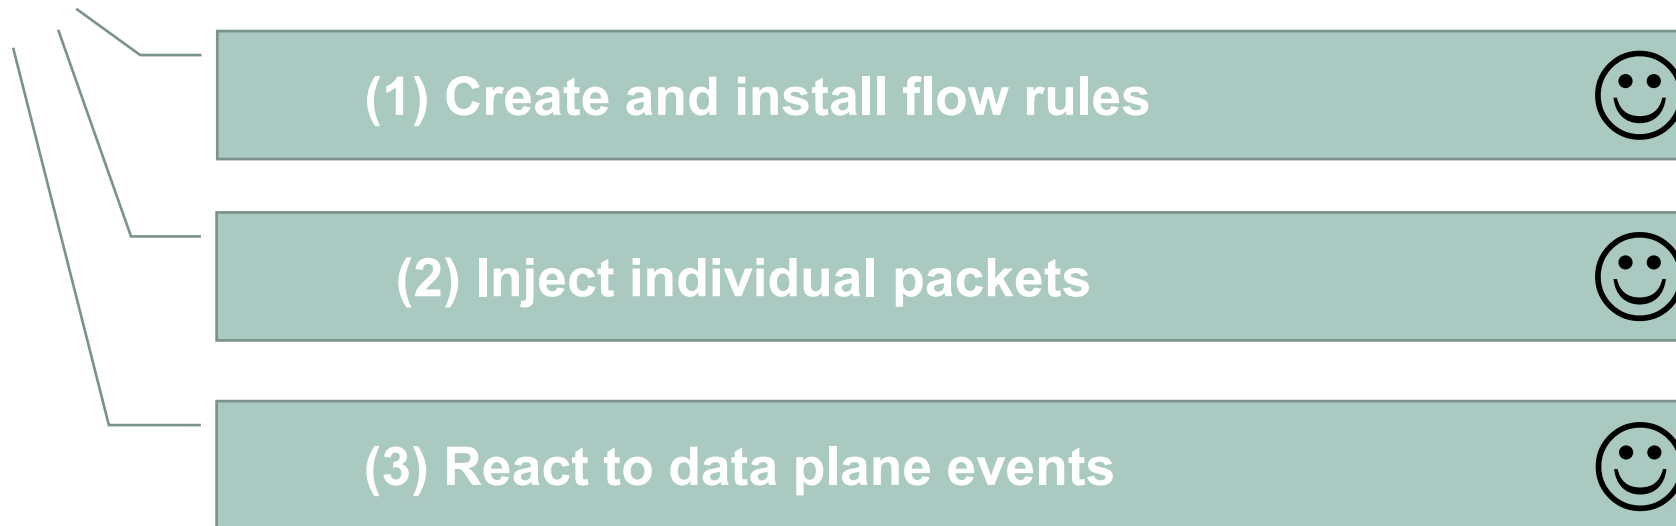 (1) Create and install flow rules
(2) Inject individual packets
(3) React to data plane events